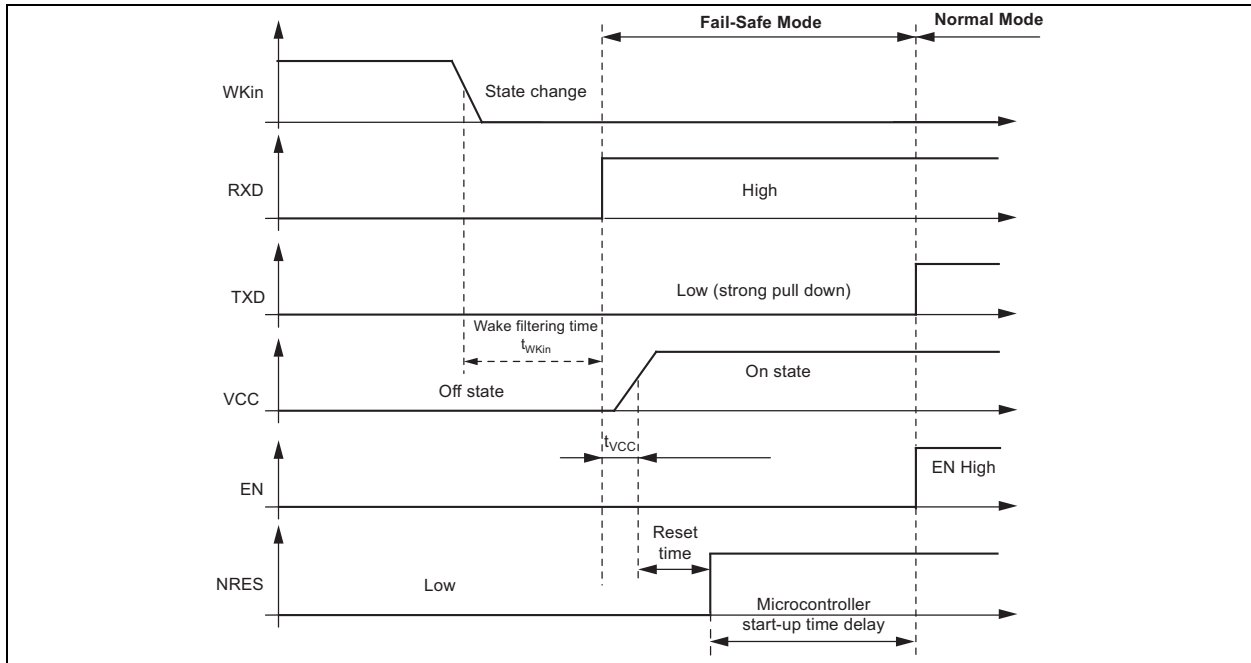 Fail-Safe Mode
Normal Mode
WKin
State change
RXD
High
TXD
Low (strong pull down)
Wake filtering time
tWKin
VCC
Off state
On state
tVCC
EN
EN High
Reset
time
NRES
Low
Microcontroller
start-up time delay